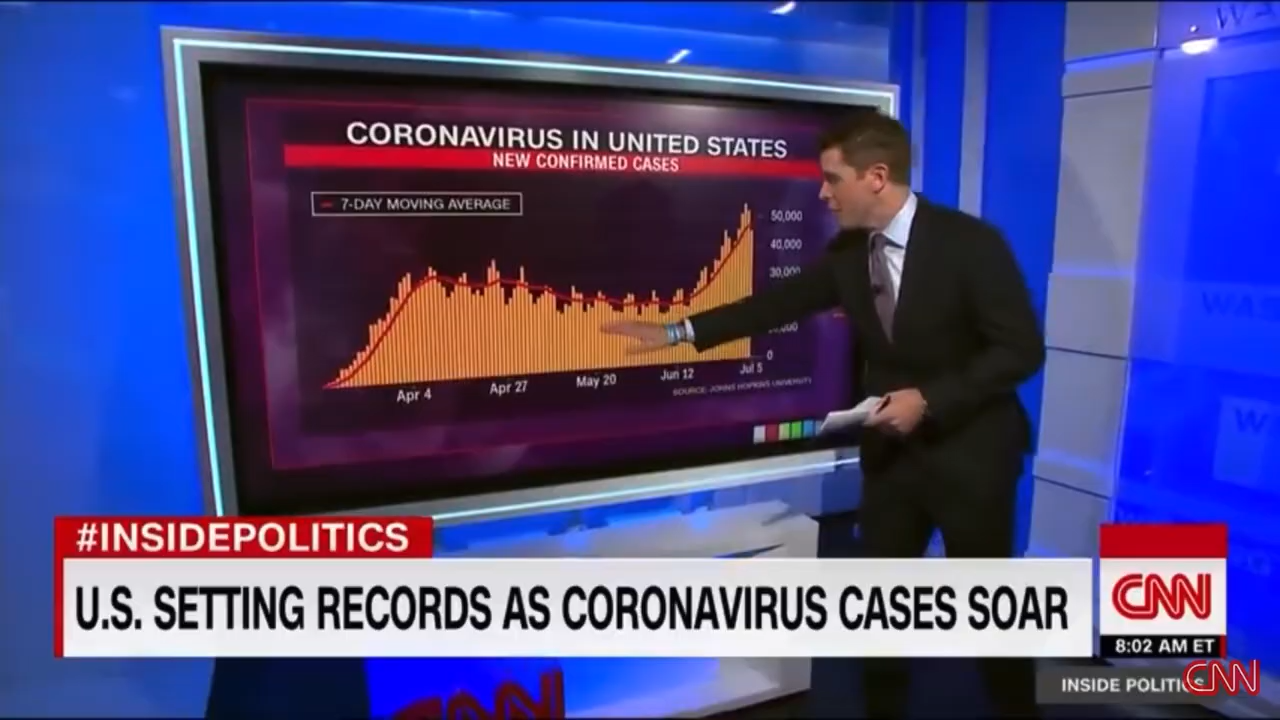 CORONAVIRUS IN UNITED STATES
NEW CONFIRMED CASES
7-DAY MOVING AVERAGE
50,000
40,000
30,000
0
Apr 4
Apr 27
May 20
Jun 12
Jul 5
SOURCE: JOHNS HOPKINS UNIVERSITY
#INSIDEPOLITICS
U.S. SETTING RECORDS AS CORONAVIRUS CASES SOAR
CNN
8:02 AM ET
INSIDE POLITICS
CNN
CNN